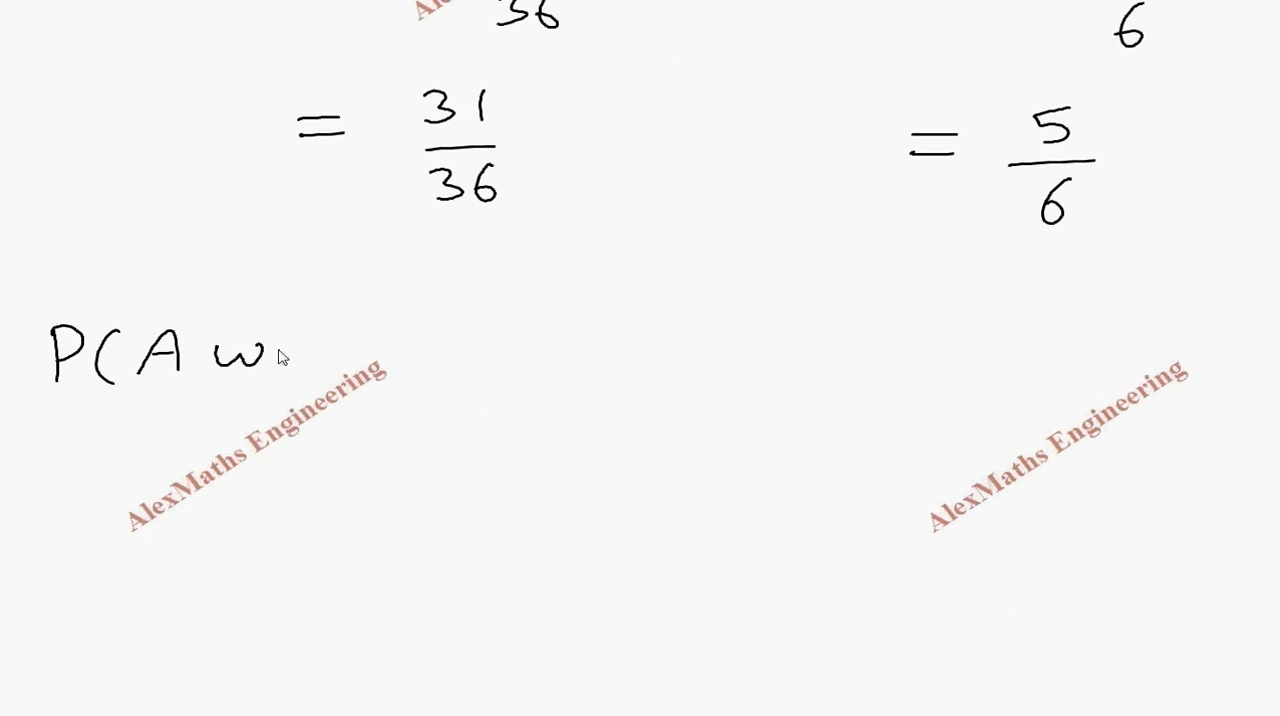 36
6
= 31/36
= 5/6
P(A w
AlexMaths Engineering
AlexMaths Engineering